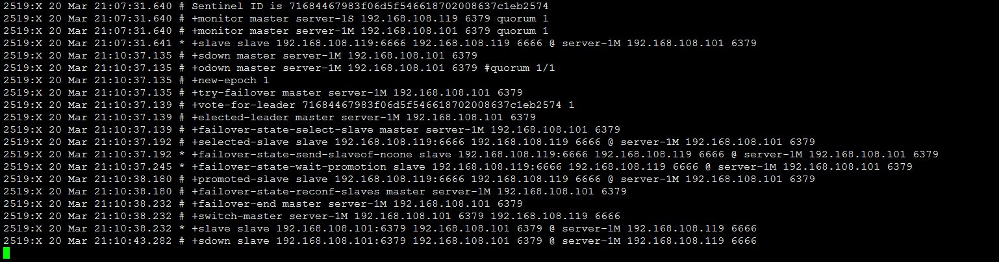 2519:X 20 Mar 21:07:31.640 # Sentinel ID is 71684467983f06d5f546618702008637c1eb2574
2519:X 20 Mar 21:07:31.640 # +monitor master server-1S 192.168.108.119 6379 quorum 1
2519:X 20 Mar 21:07:31.640 # +monitor master server-1M 192.168.108.101 6379 quorum 1
2519:X 20 Mar 21:07:31.641 * +slave slave 192.168.108.119:6666 192.168.108.119 6666 @ server-1M 192.168.108.101 6379
2519:X 20 Mar 21:10:37.135 # +sdown master server-1M 192.168.108.101 6379
2519:X 20 Mar 21:10:37.135 # +odown master server-1M 192.168.108.101 6379 #quorum 1/1
2519:X 20 Mar 21:10:37.135 # +new-epoch 1
2519:X 20 Mar 21:10:37.135 # +try-failover master server-1M 192.168.108.101 6379
2519:X 20 Mar 21:10:37.139 # +vote-for-leader 71684467983f06d5f546618702008637c1eb2574 1
2519:X 20 Mar 21:10:37.139 # +elected-leader master server-1M 192.168.108.101 6379
2519:X 20 Mar 21:10:37.139 # +failover-state-select-slave master server-1M 192.168.108.101 6379
2519:X 20 Mar 21:10:37.192 # +selected-slave slave 192.168.108.119:6666 192.168.108.119 6666 @ server-1M 192.168.108.101 6379
2519:X 20 Mar 21:10:37.192 * +failover-state-send-slaveof-noone slave 192.168.108.119:6666 192.168.108.119 6666 @ server-1M 192.168.108.101 6379
2519:X 20 Mar 21:10:37.245 * +failover-state-wait-promotion slave 192.168.108.119:6666 192.168.108.119 6666 @ server-1M 192.168.108.101 6379
2519:X 20 Mar 21:10:38.180 # +promoted-slave slave 192.168.108.119:6666 192.168.108.119 6666 @ server-1M 192.168.108.101 6379
2519:X 20 Mar 21:10:38.180 # +failover-state-reconf-slaves master server-1M 192.168.108.101 6379
2519:X 20 Mar 21:10:38.232 # +failover-end master server-1M 192.168.108.101 6379
2519:X 20 Mar 21:10:38.232 # +switch-master server-1M 192.168.108.101 6379 192.168.108.119 6666
2519:X 20 Mar 21:10:38.232 * +slave slave 192.168.108.101:6379 192.168.108.101 6379 @ server-1M 192.168.108.119 6666
2519:X 20 Mar 21:10:43.282 # +sdown slave 192.168.108.101:6379 192.168.108.101 6379 @ server-1M 192.168.108.119 6666